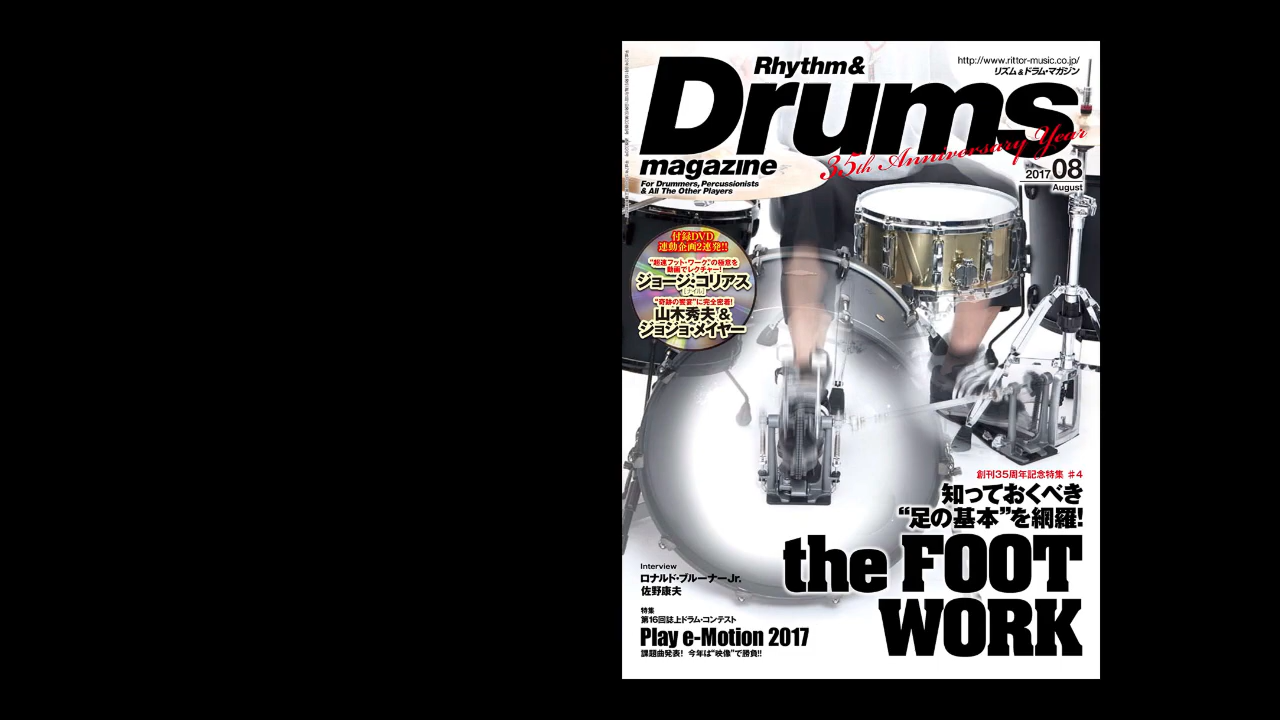 Rhythm &
Drums
magazine
For Drummers, Percussionists
& All The Other Players
http://www.rittor-music.co.jp/
リズム&ドラム・マガジン
35th Anniversary Year
2017 08
August
付録DVD
連動企画2連発!!
"超速フット・ワーク"の極意を
動画でレクチャー!
ジョージ・コリアス
[ナイル]
"奇跡の饗宴"に完全密着!
山木秀夫&
ジョジョ・メイヤー
創刊35周年記念特集 #4
知っておくべき
“足の基本”を網羅!
the FOOT
WORK
Interview
ロナルド・ブルーナーJr.
佐野康夫
特集
第16回誌上ドラム・コンテスト
Play e-Motion 2017
課題曲発表! 今年は“映像”で勝負!!